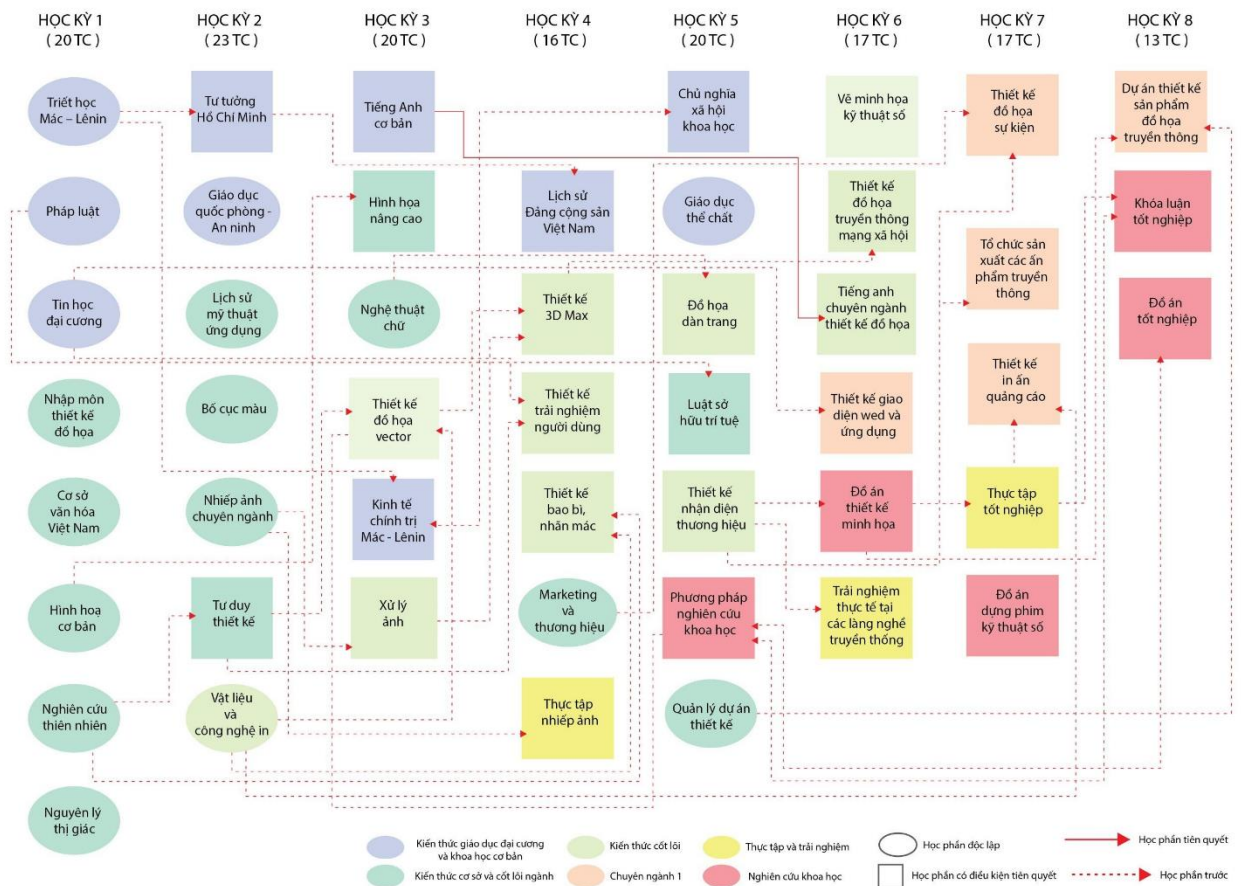 HỌC KỲ 1
( 20 TC )
HỌC KỲ 2
( 23 TC )
HỌC KỲ 3
( 20 TC )
HỌC KỲ 4
( 16 TC )
HỌC KỲ 5
( 20 TC )
HỌC KỲ 6
( 17 TC )
HỌC KỲ 7
( 17 TC )
HỌC KỲ 8
( 13 TC )
Triết học
Mác – Lênin
Pháp luật
Tin học
đại cương
Nhập môn
thiết kế
đồ họa
Cơ sở
văn hóa
Việt Nam
Hình hoạ
cơ bản
Nghiên cứu
thiên nhiên
Nguyên lý
thị giác
Tư tưởng
Hồ Chí Minh
Giáo dục
quốc phòng -
An ninh
Lịch sử
mỹ thuật
ứng dụng
Bố cục màu
Nhiếp ảnh
chuyên ngành
Tư duy
thiết kế
Vật liệu
và
công nghệ in
Tiếng Anh
cơ bản
Hình họa
nâng cao
Nghệ thuật
chữ
Thiết kế
đồ họa
vector
Kinh tế
chính trị
Mác - Lênin
Xử lý
ảnh
Lịch sử
Đảng cộng sản
Việt Nam
Thiết kế
3D Max
Thiết kế
trải nghiệm
người dùng
Thiết kế
bao bì,
nhãn mác
Marketing
và
thương hiệu
Thực tập
nhiếp ảnh
Chủ nghĩa
xã hội
khoa học
Giáo dục
thể chất
Đồ họa
dàn trang
Luật sở
hữu trí tuệ
Thiết kế
nhận diện
thương hiệu
Phương pháp
nghiên cứu
khoa học
Quản lý dự án
thiết kế
Vẽ minh họa
kỹ thuật số
Thiết kế
đồ họa
truyền thông
mạng xã hội
Tiếng anh
chuyên ngành
thiết kế đồ họa
Thiết kế giao
diện wed và
ứng dụng
Đồ án
thiết kế
minh họa
Trải nghiệm
thực tế tại
các làng nghề
truyền thống
Thiết kế
đồ họa
sự kiện
Tổ chức sản
xuất các ấn
phẩm truyền
thông
Thiết kế
in ấn
quảng cáo
Thực tập
tốt nghiệp
Đồ án
dựng phim
kỹ thuật số
Dự án thiết kế
sản phẩm
đồ họa
truyền thông
Khóa luận
tốt nghiệp
Đồ án
tốt nghiệp
Kiến thức giáo dục đại cương
và khoa học cơ bản
Kiến thức cơ sở và cốt lõi ngành
Kiến thức cốt lõi
Chuyên ngành 1
Thực tập và trải nghiệm
Nghiên cứu khoa học
Học phần độc lập
Học phần có điều kiện tiên quyết
Học phần tiên quyết
Học phần trước